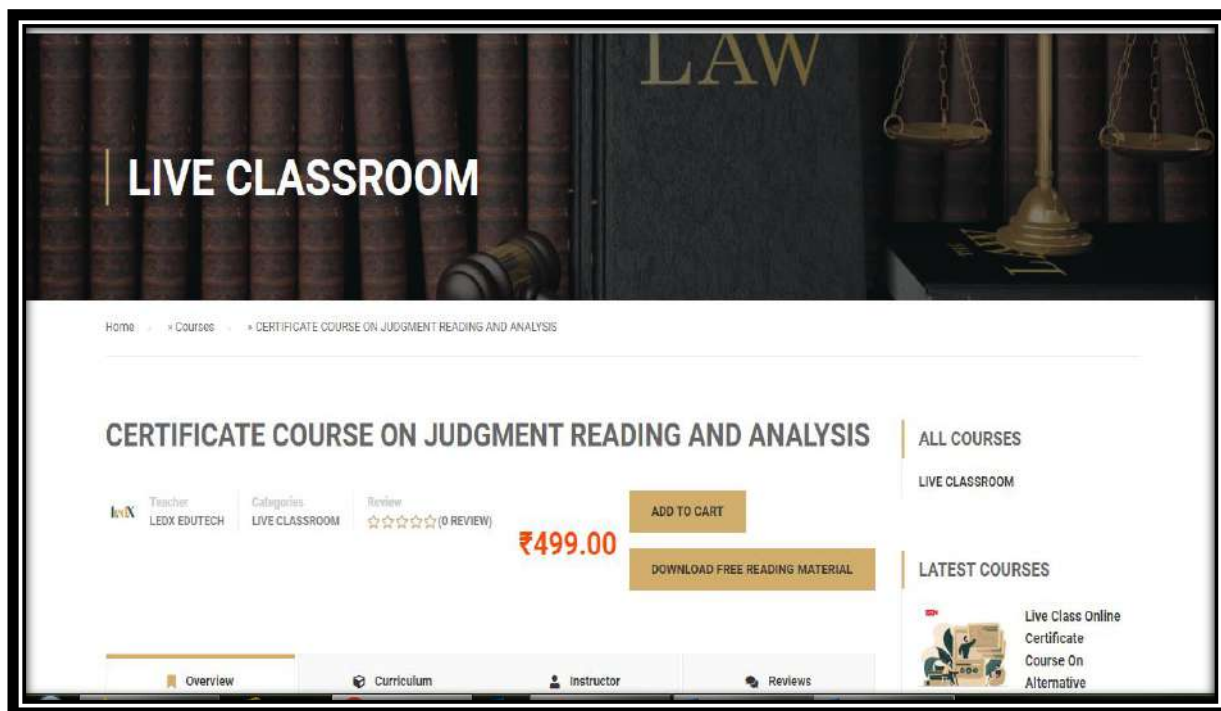 LAW
LIVE CLASSROOM
Home » Courses » CERTIFICATE COURSE ON JUDGMENT READING AND ANALYSIS
CERTIFICATE COURSE ON JUDGMENT READING AND ANALYSIS
ledX
Teacher
LEDX EDUTECH
Categories
LIVE CLASSROOM
Review
(0 REVIEW)
₹499.00
ADD TO CART
DOWNLOAD FREE READING MATERIAL
Overview
Curriculum
Instructor
Reviews
ALL COURSES
LIVE CLASSROOM
LATEST COURSES
Live Class Online
Certificate
Course On
Alternative